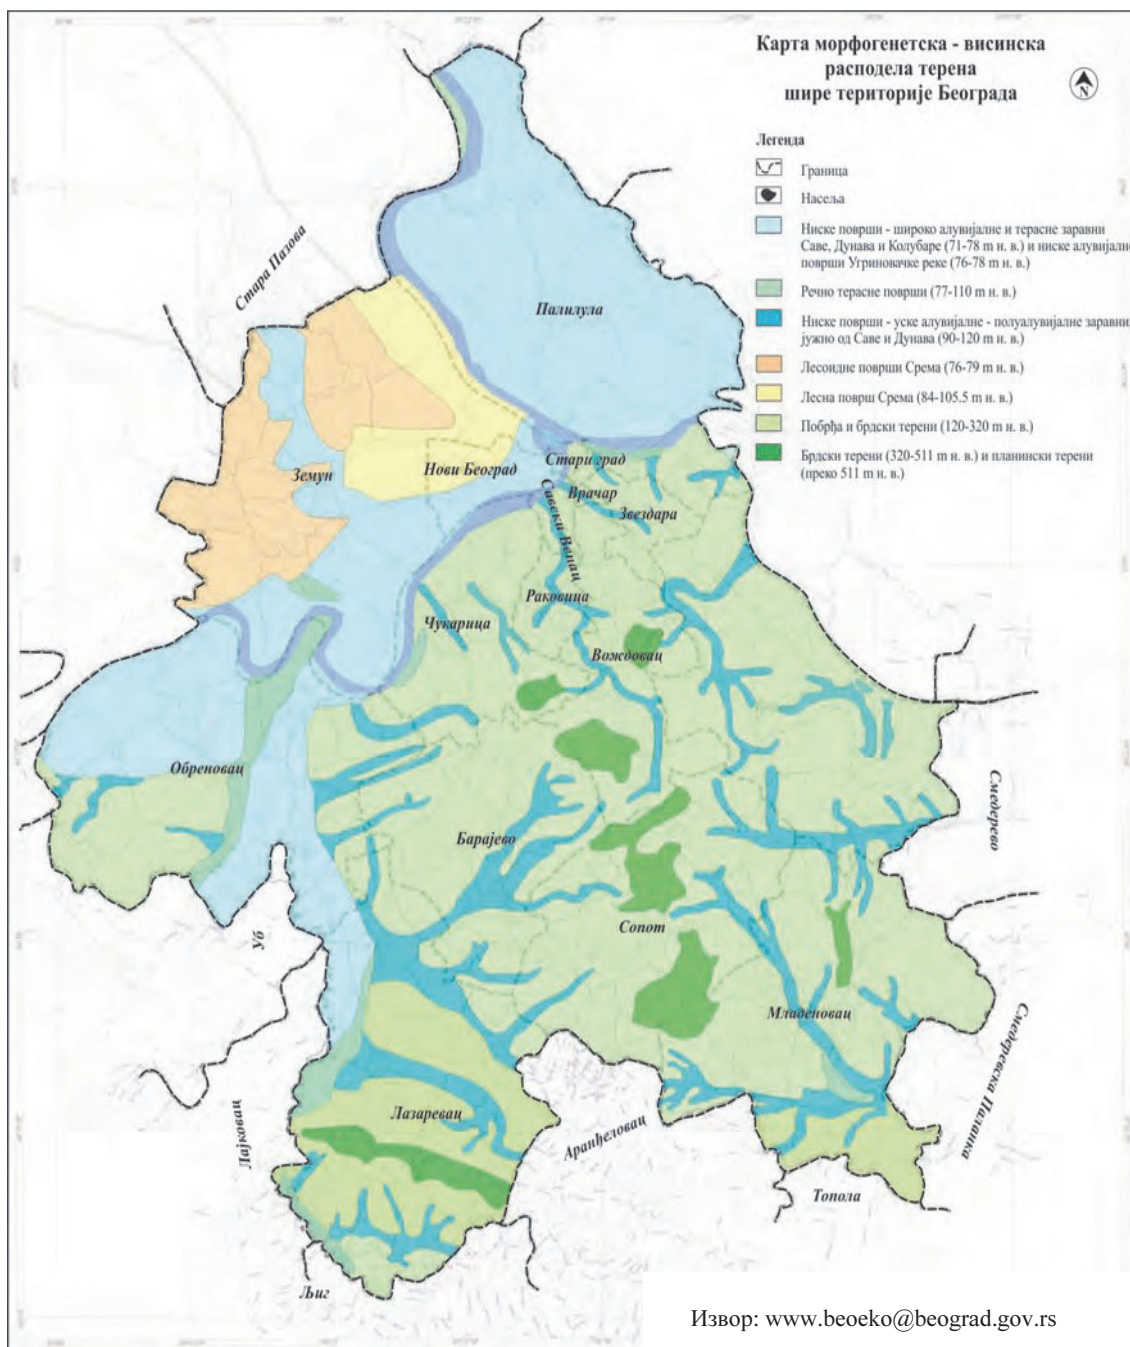 Карта морфогенетска - висинска
расподела терена
шире територије Београда
N
Легенда
Граница
Насеља
Ниске површи - широко алувијалне и терасне заравни
Саве, Дунава и Колубаре (71-78 m н. в.) и ниске алувијалне
површи Угриновачке реке (76-78 m н. в.)
Речно терасне површи (77-110 m н. в.)
Ниске површи - уске алувијалне - полуалувијалне заравни,
јужно од Саве и Дунава (90-120 m н. в.)
Лесоидне површи Срема (76-79 m н. в.)
Лесна површ Срема (84-105.5 m н. в.)
Побрђа и брдски терени (120-320 m н. в.)
Брдски терени (320-511 m н. в.) и планински терени
(преко 511 m н. в.)
Стара Пазова
Палилула
Земун
Нови Београд
Стари град
Врачар
Звездара
Савски Венац
Раковица
Чукарица
Вождовац
Обреновац
Барајево
Смедерево
Сопот
Уб
Младеновац
Смедеревска Паланка
Лазаревац
Лајковац
Аранђеловац
Топола
Љиг
Извор: www.beoeko@beograd.gov.rs